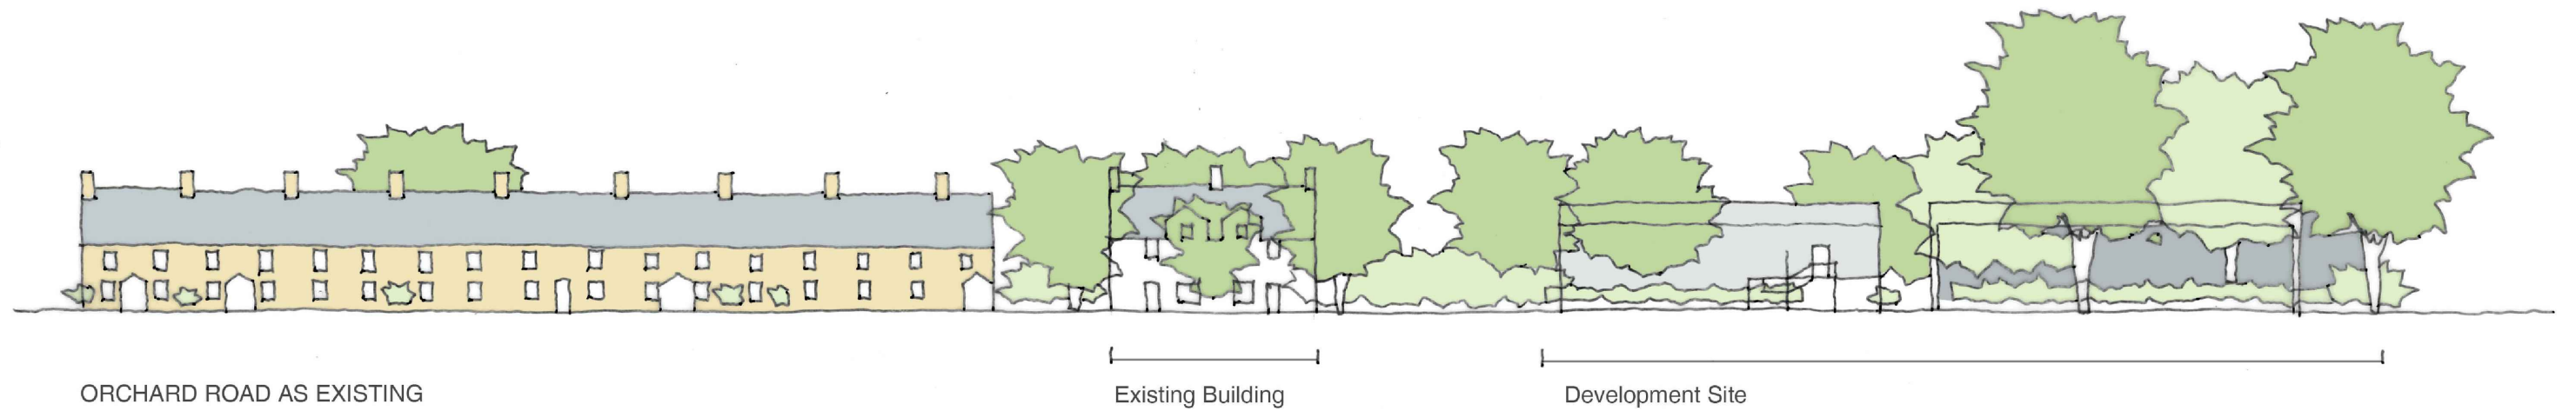 ORCHARD ROAD AS EXISTING
Existing Building
Development Site